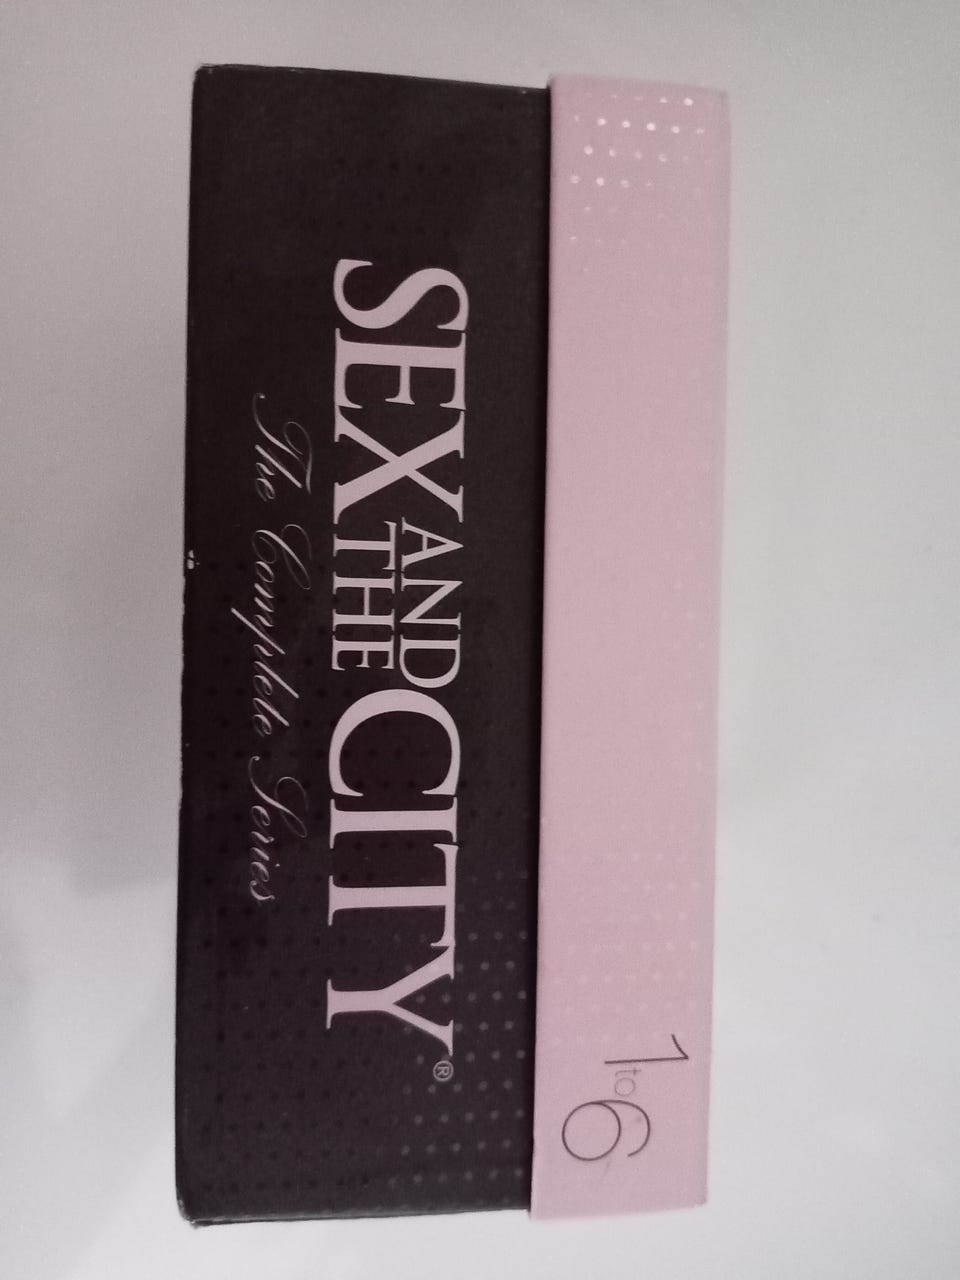 1 to 6
SEX AND THE CITY®
The Complete Series